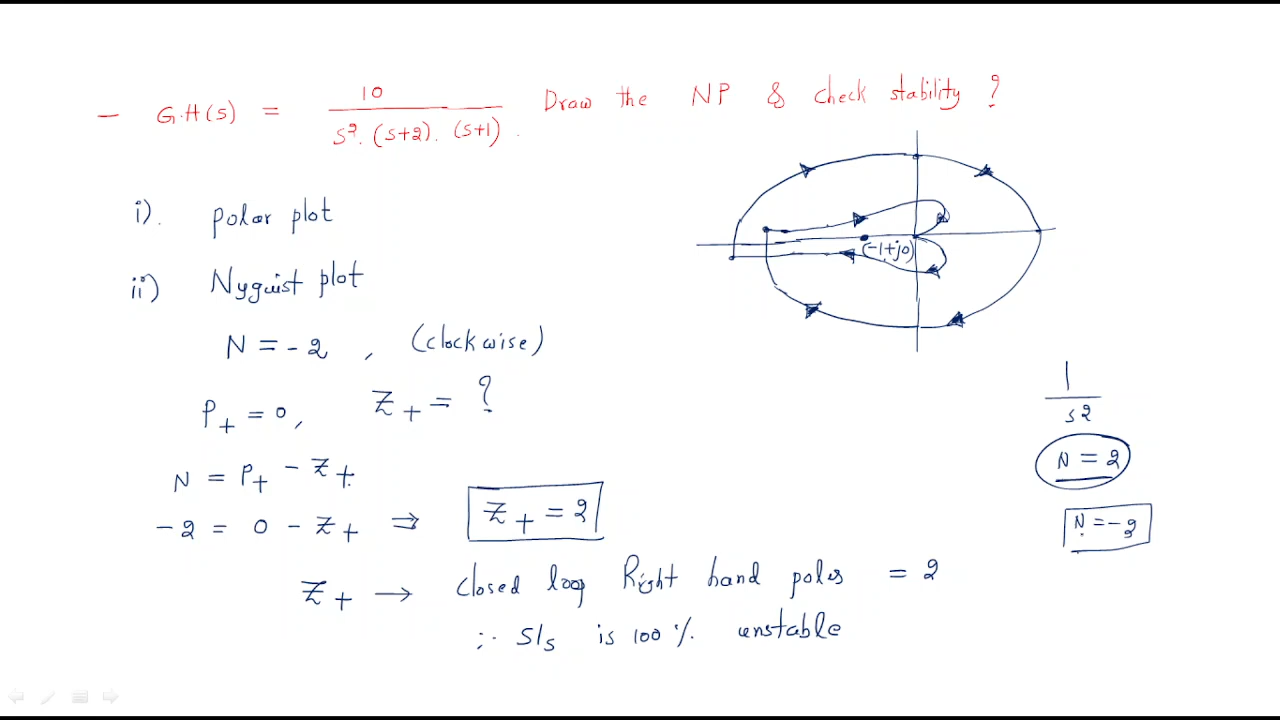 - G.H(s) = 10 / s². (s+2). (s+1). Draw the NP & check stability ?
i). polar plot
ii) Nyguist plot
(-1+j0)
N = -2 , (clockwise)
P+ = 0, Z+ = ?
N = P+ - Z+.
-2 = 0 - Z+ ⇒ Z+ = 2
1 / s2
N = 2
N = -2
Z+ → closed loop Right hand poles = 2
∴ S/s is 100 % unstable